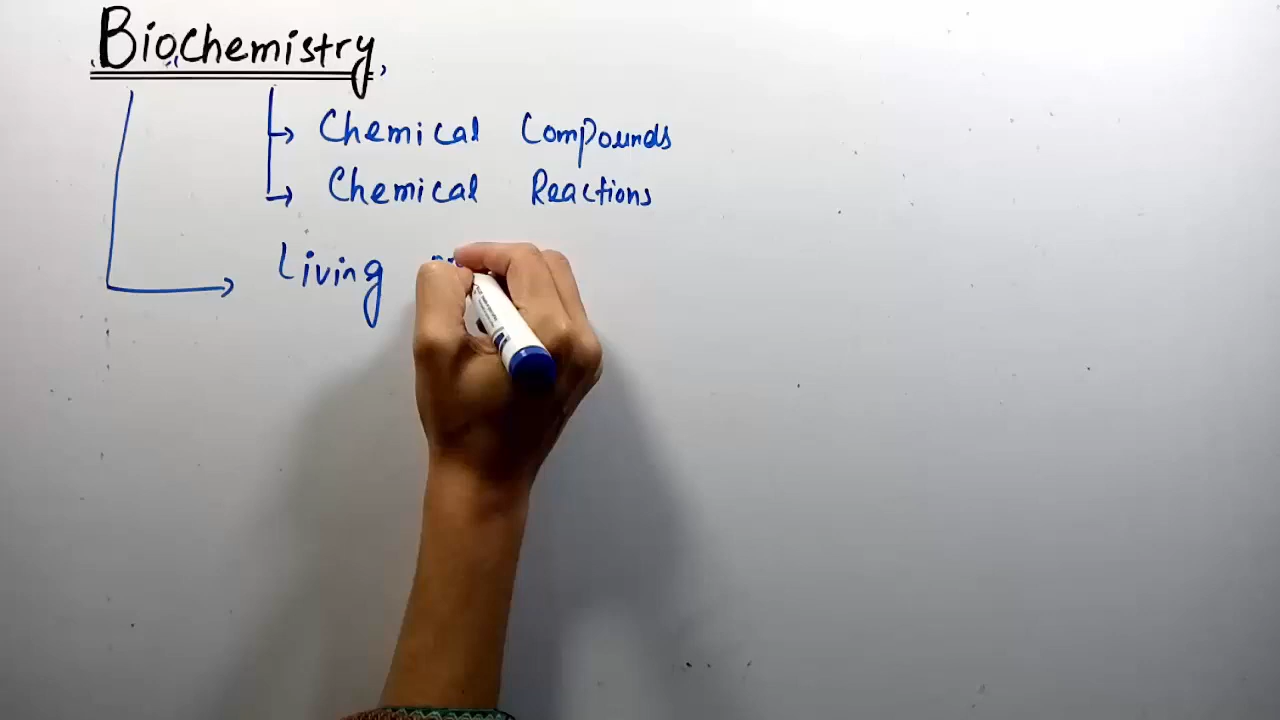 Biochemistry
Chemical Compounds
Chemical Reactions
Living